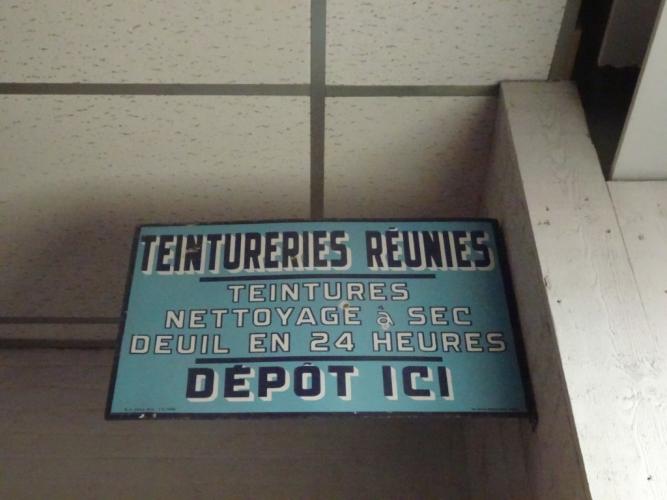 TEINTURERIES RÉUNIES
TEINTURES
NETTOYAGE à SEC
DEUIL EN 24 HEURES
DÉPÔT ICI